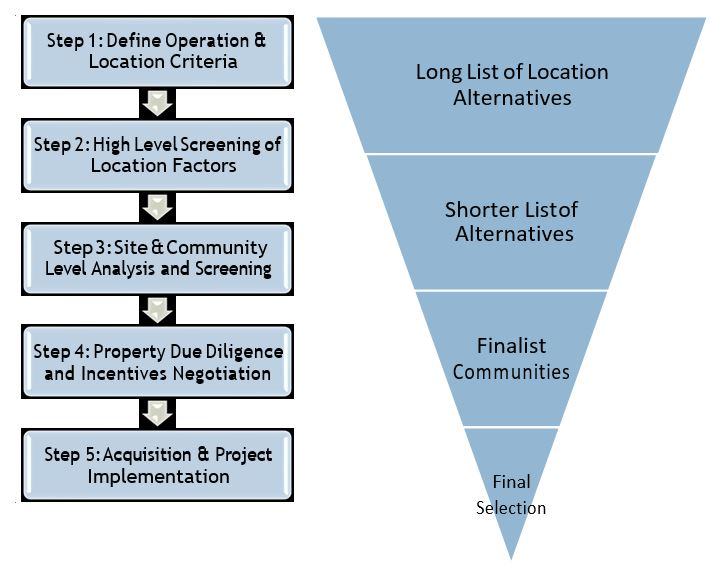 Step 1: Define Operation &
Location Criteria
Step 2: High Level Screening of
Location Factors
Step 3: Site & Community
Level Analysis and Screening
Step 4: Property Due Diligence
and Incentives Negotiation
Step 5: Acquisition & Project
Implementation
Long List of Location
Alternatives
Shorter Listof
Alternatives
Finalist
Communities
Final
Selection